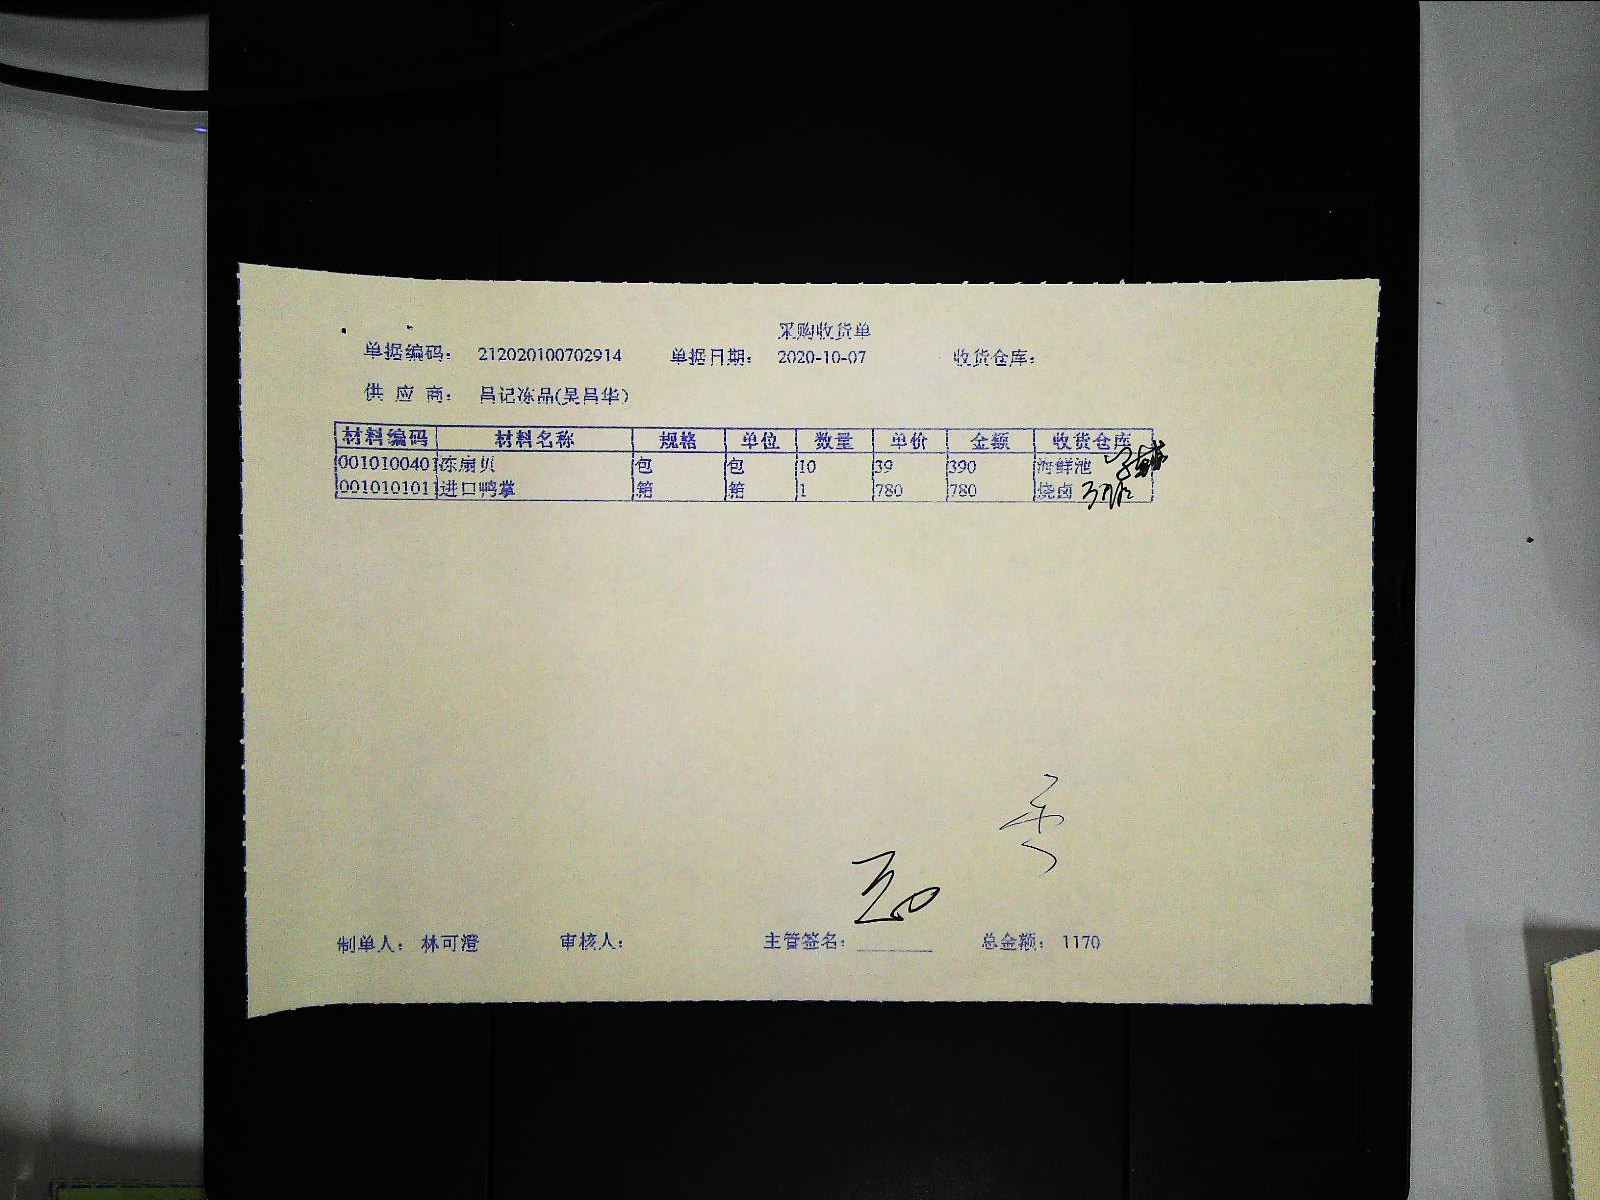 采购收货单
单据编码： 212020100702914 单据日期： 2020-10-07 收货仓库：
供 应 商： 吕记冻品(吴昌华)
材料编码 材料名称 规格 单位 数量 单价 金额 收货仓库
0010100401 冻扇贝 包 包 10 39 390 海鲜池
001010101 进口鸭掌 箱 箱 1 780 780 烧卤
制单人： 林可澄 审核人： 主管签名： 总金额： 1170